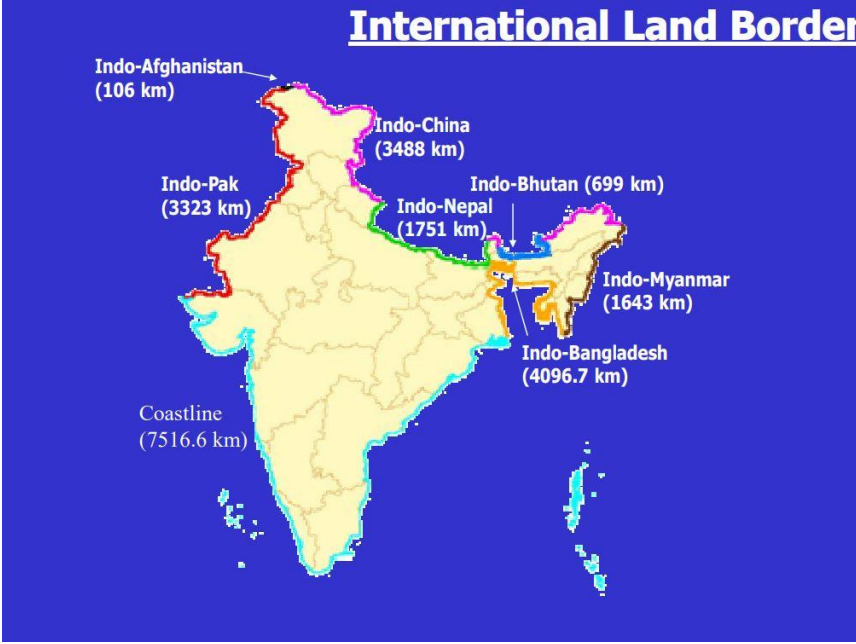 International Land Border
Indo-Afghanistan
(106 km)
Indo-China
(3488 km)
Indo-Pak
(3323 km)
Indo-Bhutan (699 km)
Indo-Nepal
(1751 km)
Indo-Myanmar
(1643 km)
Indo-Bangladesh
(4096.7 km)
Coastline
(7516.6 km)